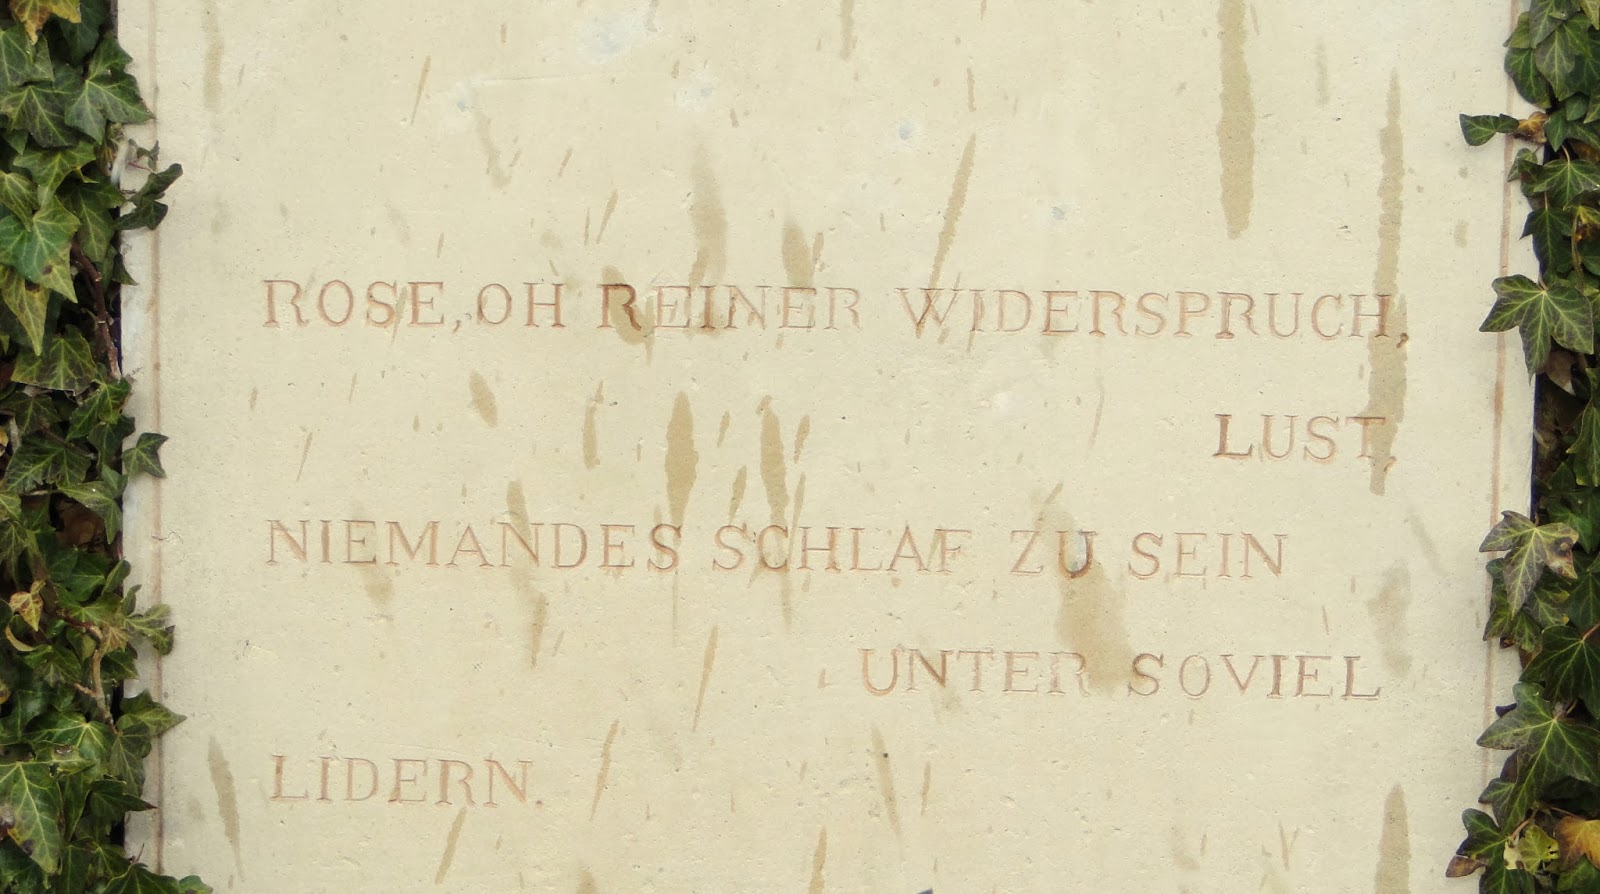 ROSE, OH REINER WIDERSPRUCH,
LUST,
NIEMANDES SCHLAF ZU SEIN
UNTER SOVIEL
LIDERN.